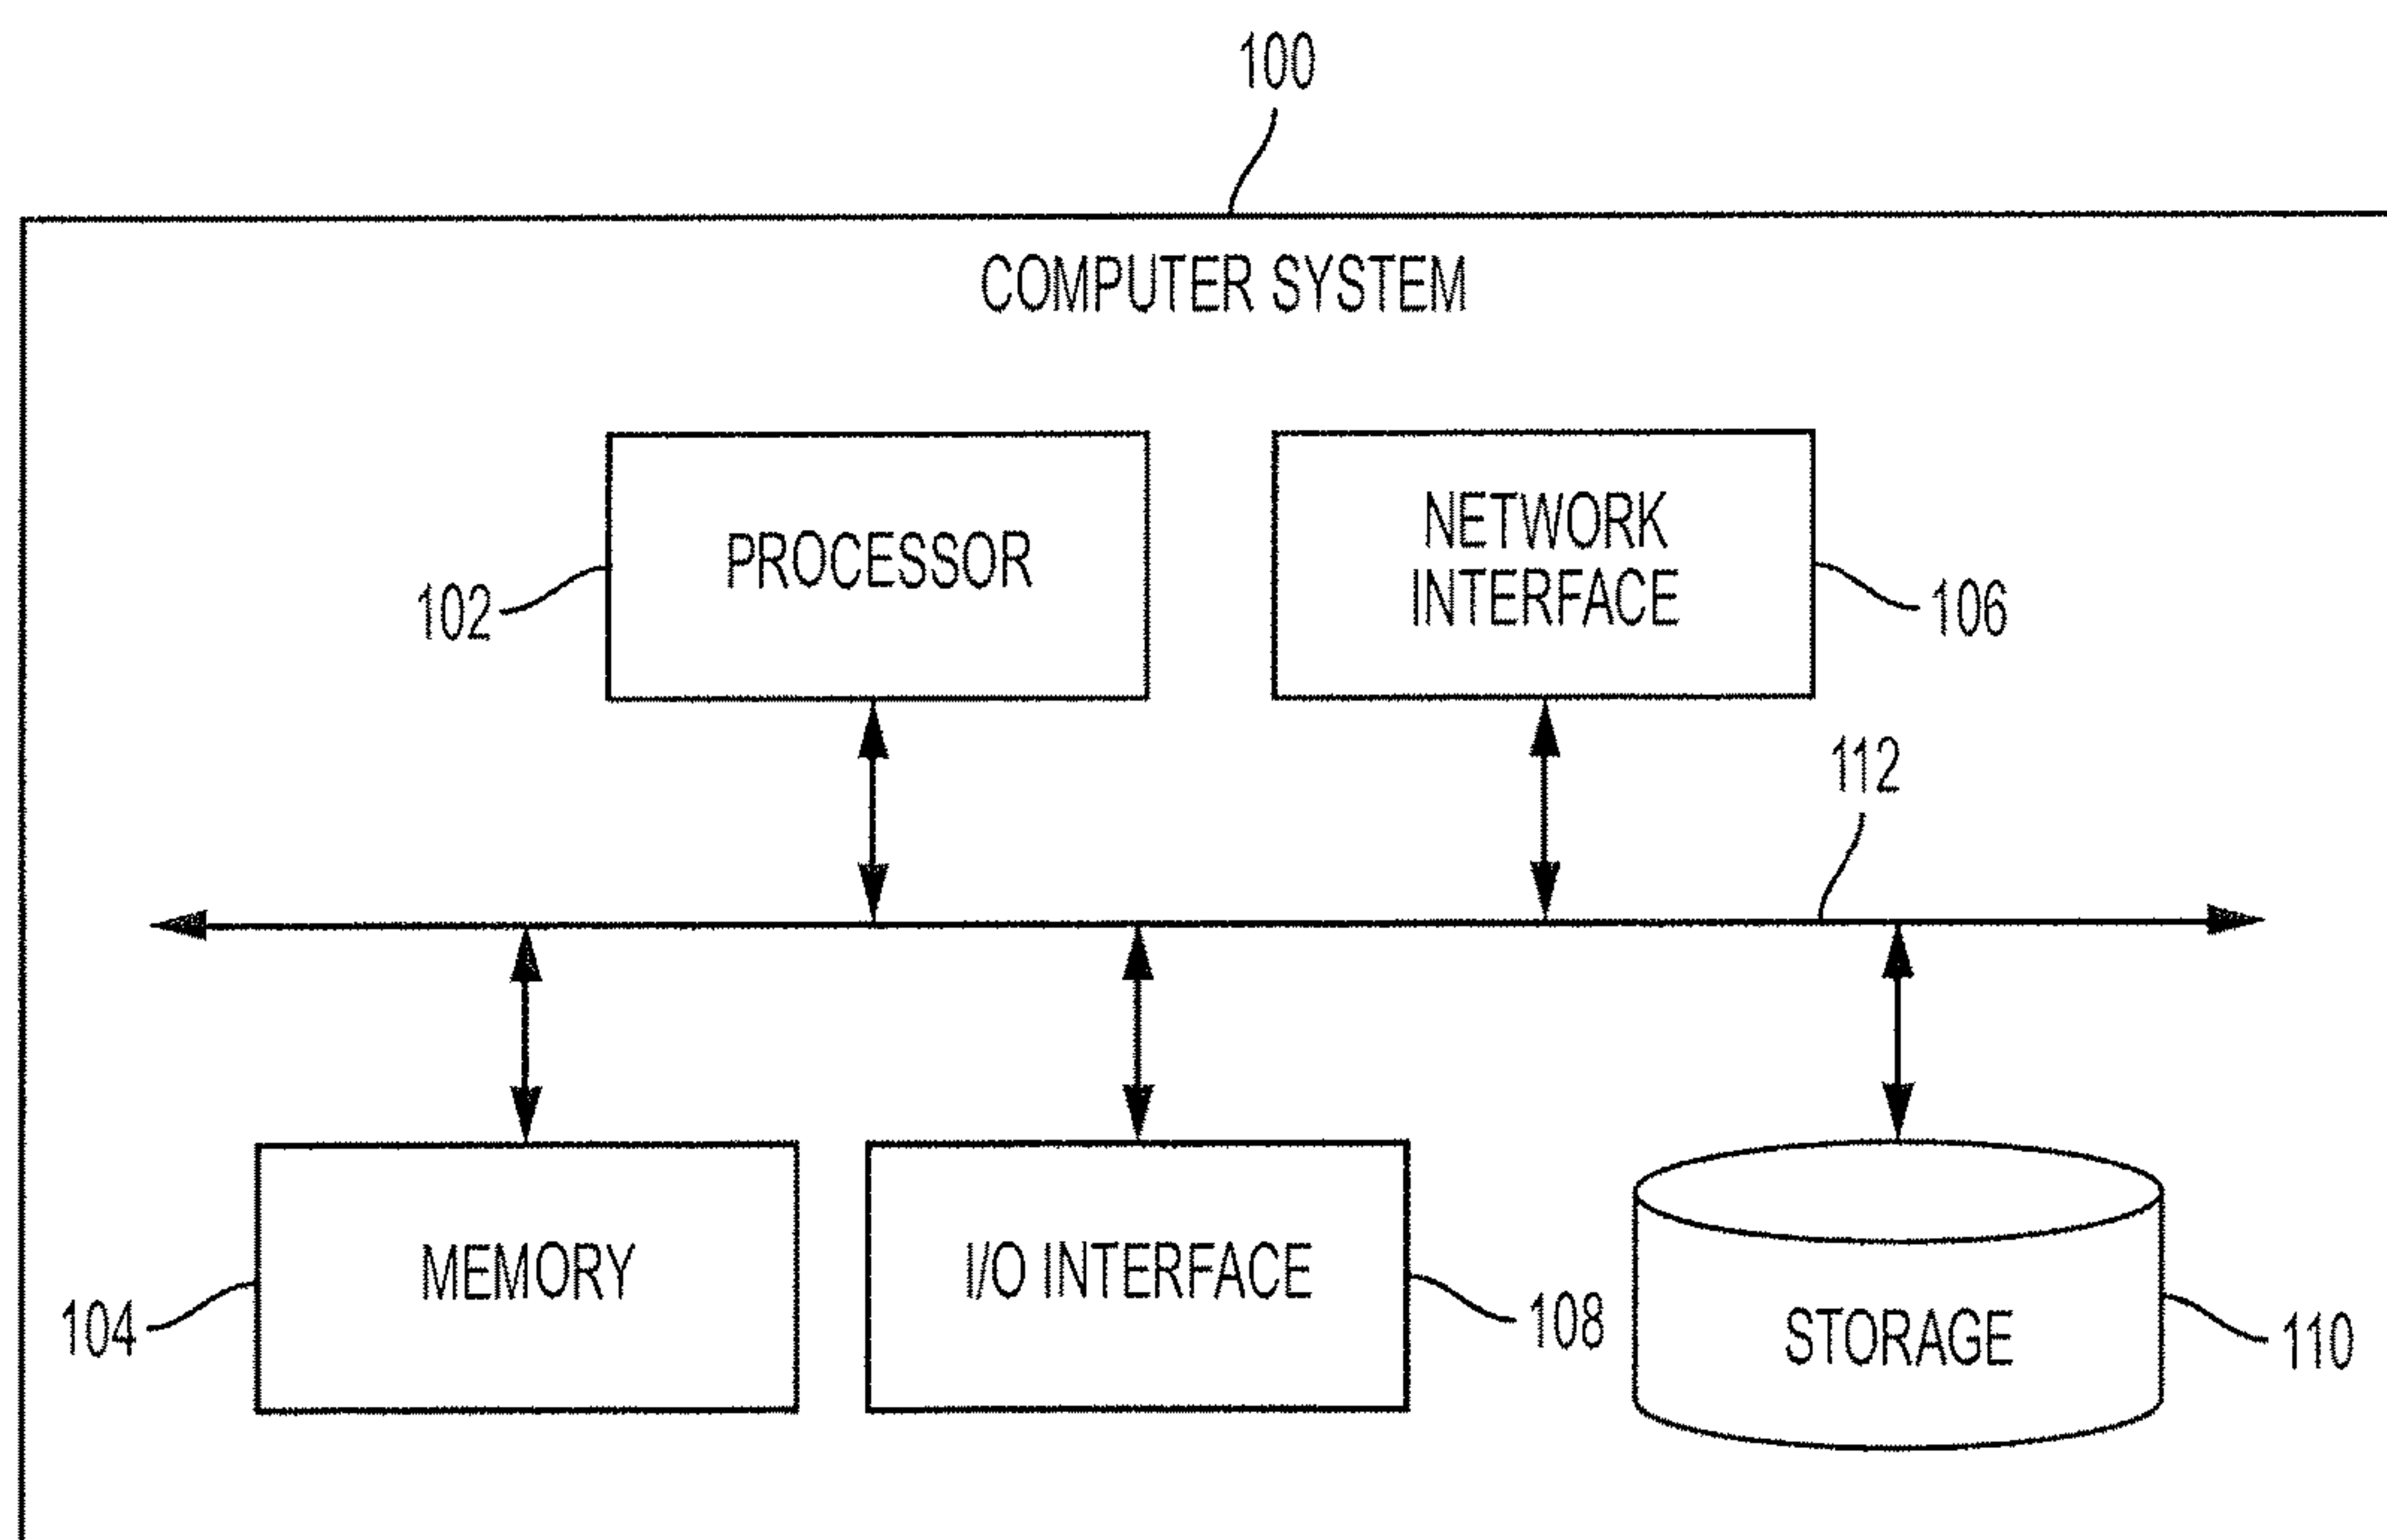 100
COMPUTER SYSTEM
PROCESSOR
NETWORK
INTERFACE
102
106
112
MEMORY
I/O INTERFACE
STORAGE
104
108
110